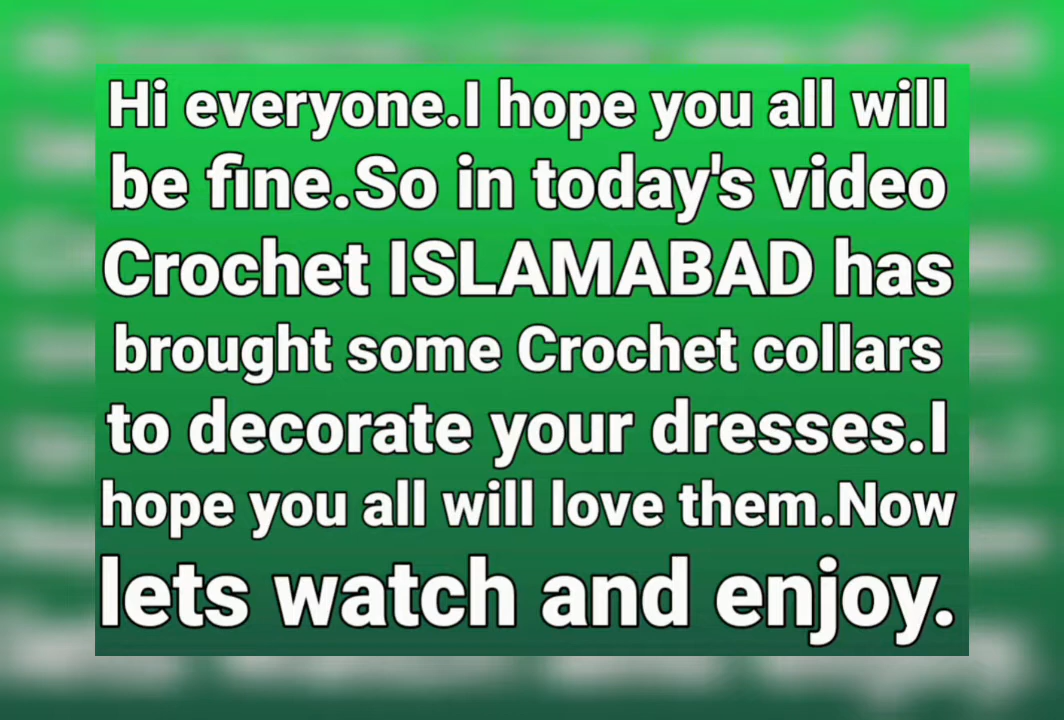 Hi everyone.I hope you all will
be fine.So in today's video
Crochet ISLAMABAD has
brought some Crochet collars
to decorate your dresses.I
hope you all will love them.Now
lets watch and enjoy.